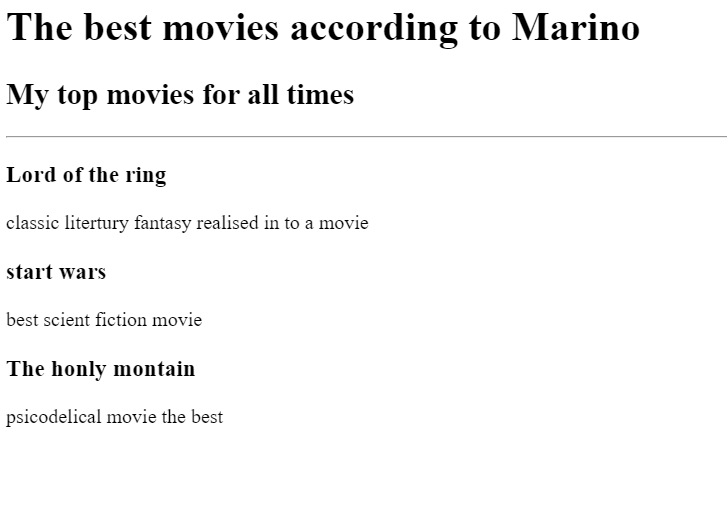 The best movies according to Marino
My top movies for all times
Lord of the ring
classic litertury fantasy realised in to a movie
start wars
best scient fiction movie
The honly montain
psicodelical movie the best